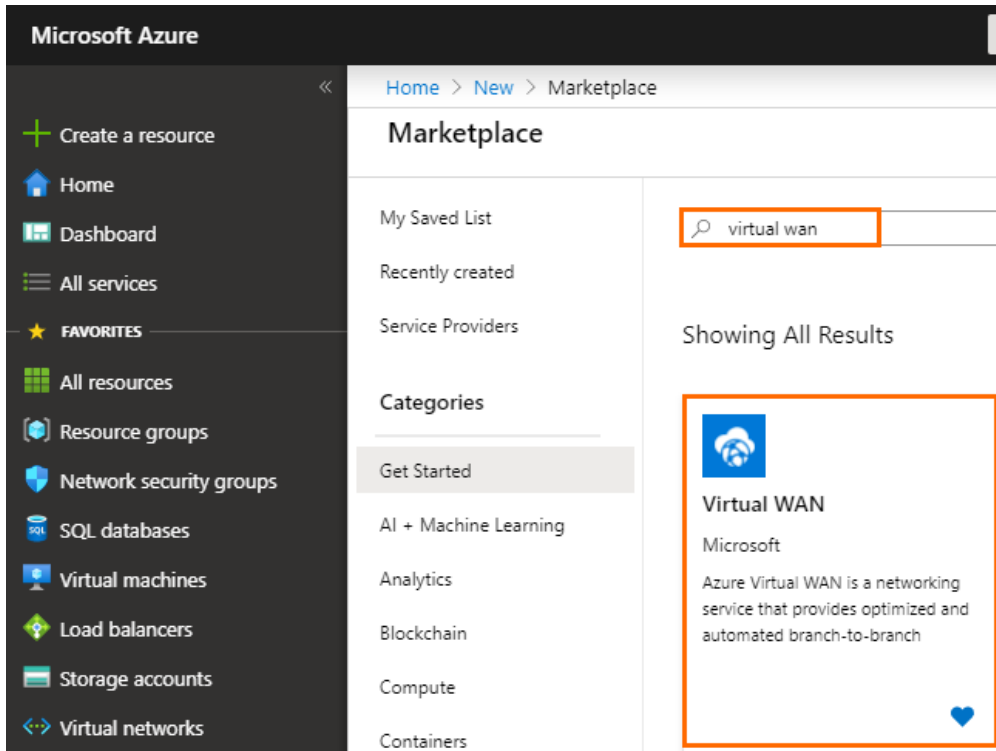 Microsoft Azure
«
Create a resource
Home
Dashboard
All services
FAVORITES
All resources
Resource groups
Network security groups
SQL
SQL databases
Virtual machines
Load balancers
Storage accounts
Virtual networks
Home > New > Marketplace
Marketplace
My Saved List
Recently created
Service Providers
Categories
Get Started
AI + Machine Learning
Analytics
Blockchain
Compute
Containers
virtual wan
Showing All Results
Virtual WAN
Microsoft
Azure Virtual WAN is a networking
service that provides optimized and
automated branch-to-branch